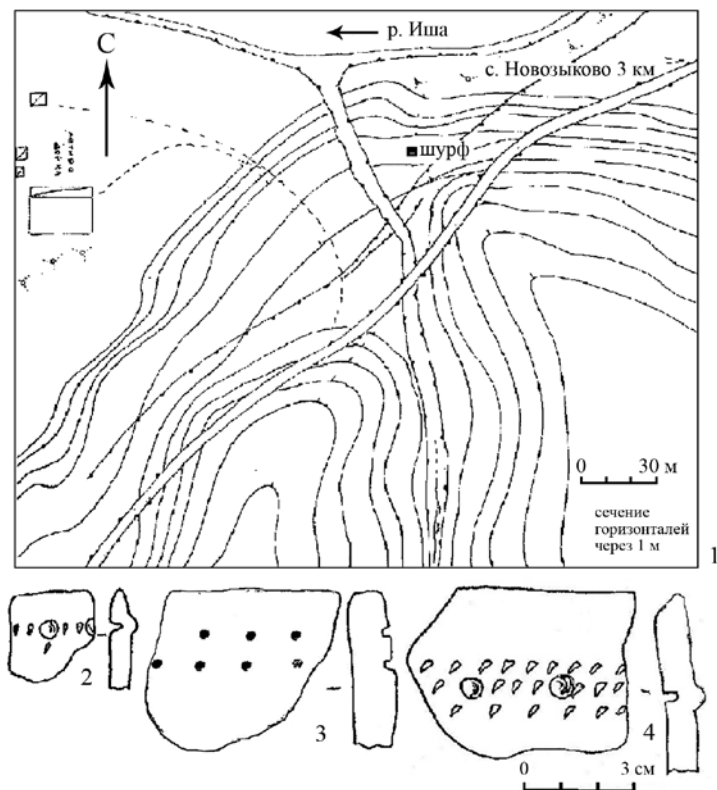 р. Иша
С
с. Новозыково 3 км
шурф
0 30 м
сечение
горизонталей
через 1 м
1
2
3
4
0 3 см